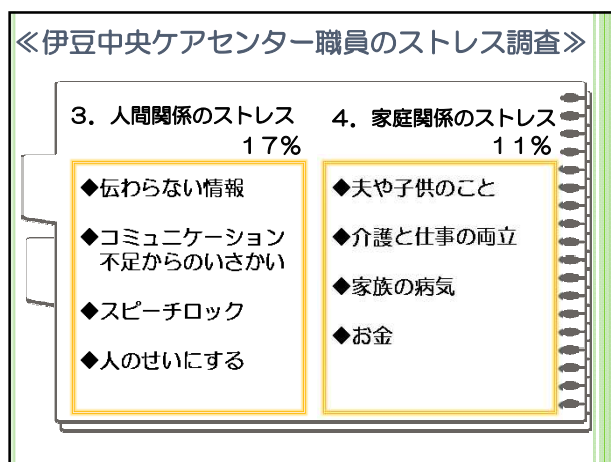 ≪伊豆中央ケアセンター職員のストレス調査≫
3．人間関係のストレス
17%
◆伝わらない情報
◆コミュニケーション
不足からのいさかい
◆スピーチロック
◆人のせいにする
4．家庭関係のストレス
11%
◆夫や子供のこと
◆介護と仕事の両立
◆家族の病気
◆お金